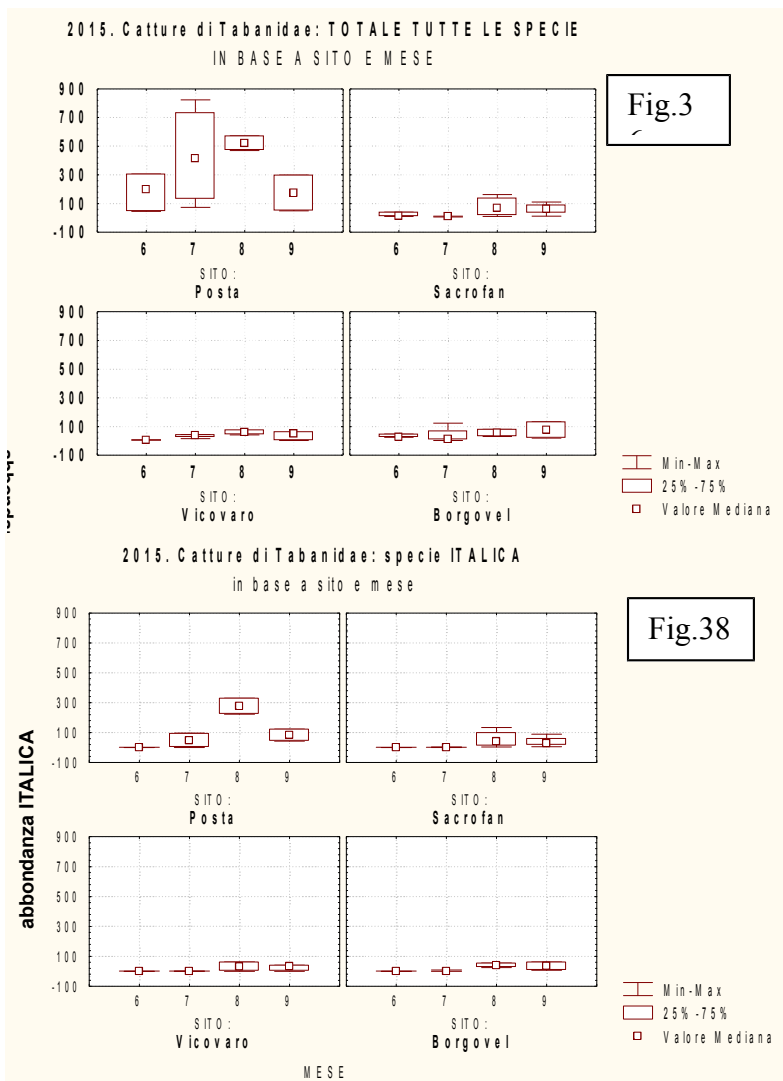 2015. Catture di Tabanidae: TOTALE TUTTE LE SPECIE
IN BASE A SITO E MESE
Fig.3
900
700
500
300
100
-100
6 7 8 9
SITO:
Posta
6 7 8 9
SITO:
Sacrofan
900
700
500
300
100
-100
6 7 8 9
SITO:
Vicovaro
6 7 8 9
SITO:
Borgovel
Min-Max
25%-75%
Valore Mediana
2015. Catture di Tabanidae: specie ITALICA
in base a sito e mese
Fig.38
abbondanza ITALICA
900
700
500
300
100
-100
6 7 8 9
SITO:
Posta
6 7 8 9
SITO:
Sacrofan
900
700
500
300
100
-100
6 7 8 9
SITO:
Vicovaro
6 7 8 9
SITO:
Borgovel
MESE
Min-Max
25%-75%
Valore Mediana